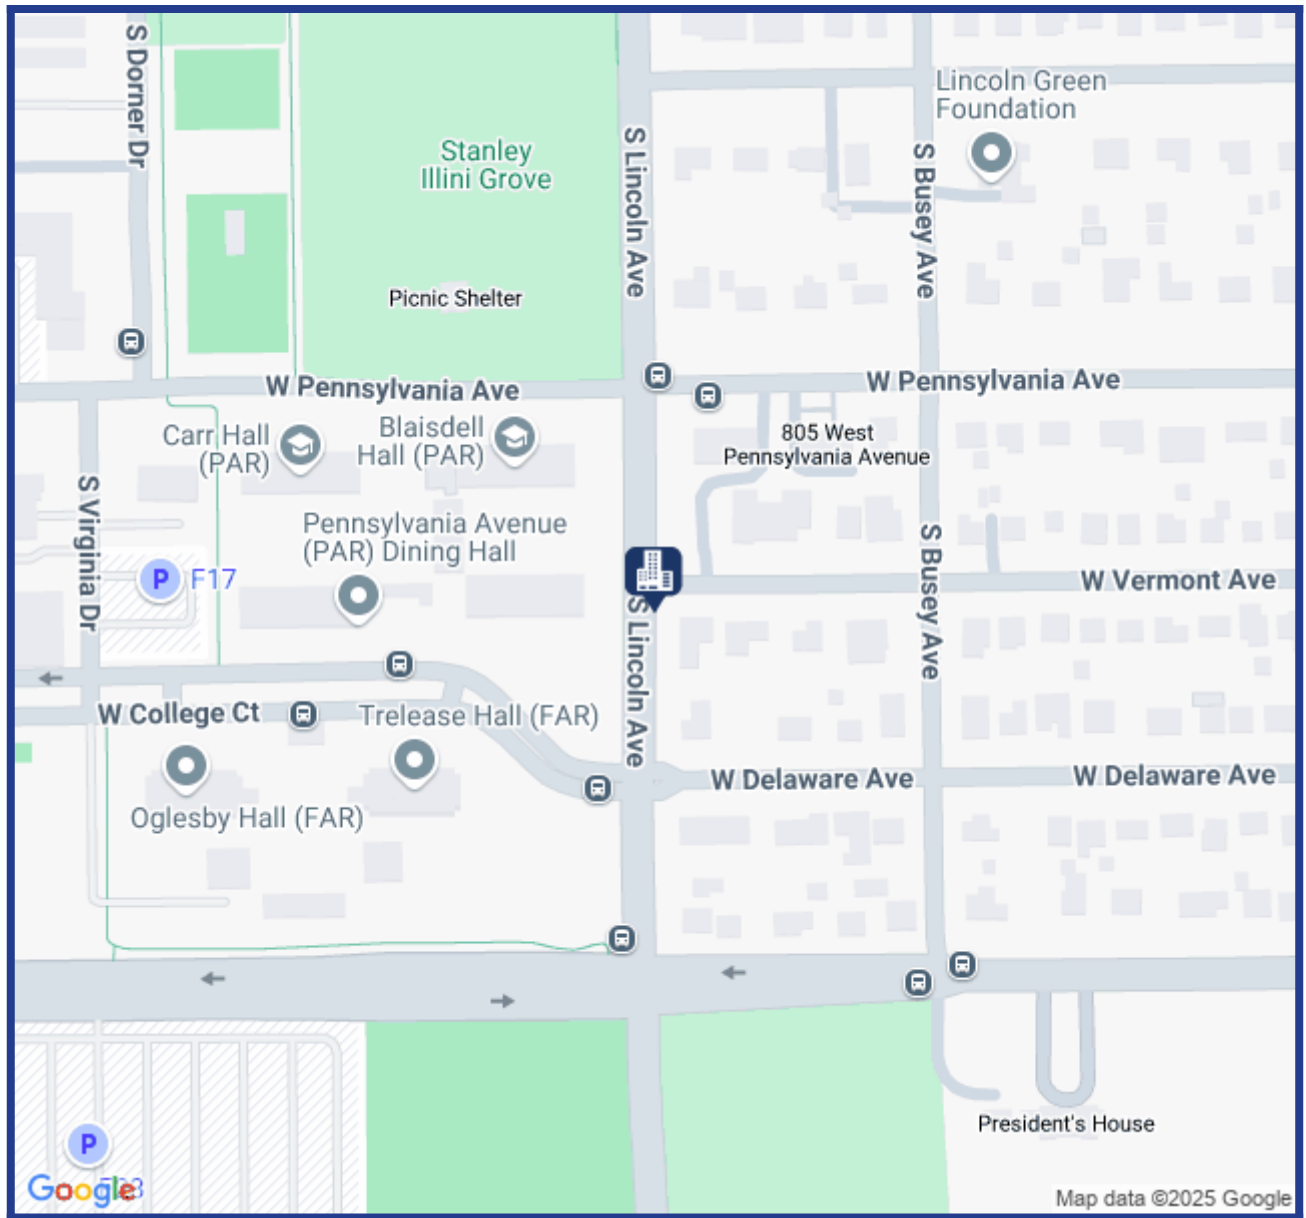 S Dorner Dr
Lincoln Green
Foundation
Stanley
Illini Grove
S Lincoln Ave
S Busey Ave
Picnic Shelter
W Pennsylvania Ave
W Pennsylvania Ave
Carr Hall
(PAR)
Blaisdell
Hall (PAR)
805 West
Pennsylvania Avenue
S Virginia Dr
Pennsylvania Avenue
(PAR) Dining Hall
P
F17
S Busey Ave
W Vermont Ave
S Lincoln Ave
W College Ct
Trelease Hall (FAR)
W Delaware Ave
W Delaware Ave
Oglesby Hall (FAR)
President's House
P
Google
Map data ©2025 Google